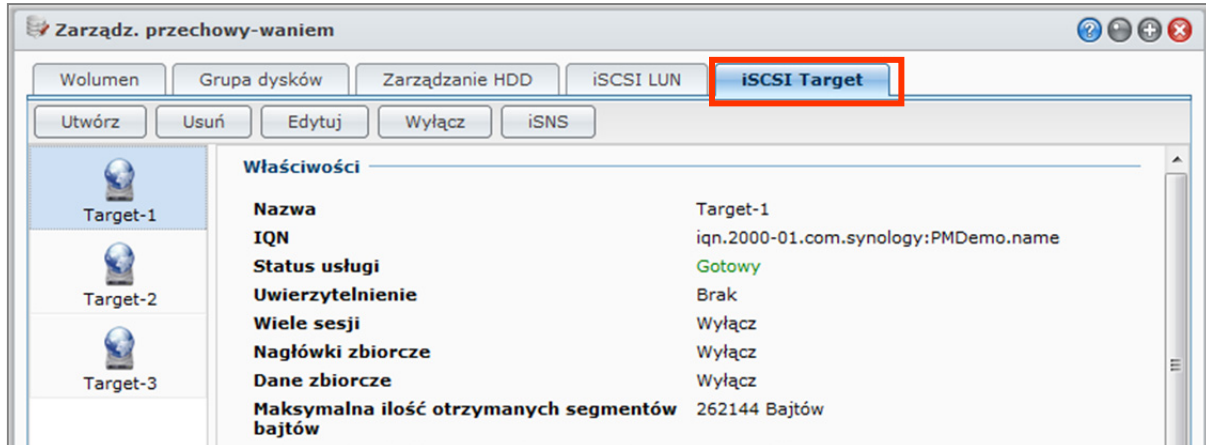 Zarządz. przechowy-waniem
Wolumen Grupa dysków Zarządzanie HDD iSCSI LUN iSCSI Target
Utwórz Usuń Edytuj Wyłącz iSNS
Target-1
Target-2
Target-3
Właściwości
Nazwa Target-1
IQN iqn.2000-01.com.synology:PMDemo.name
Status usługi Gotowy
Uwierzytelnienie Brak
Wiele sesji Wyłącz
Nagłówki zbiorcze Wyłącz
Dane zbiorcze Wyłącz
Maksymalna ilość otrzymanych segmentów 262144 Bajtów
bajtów